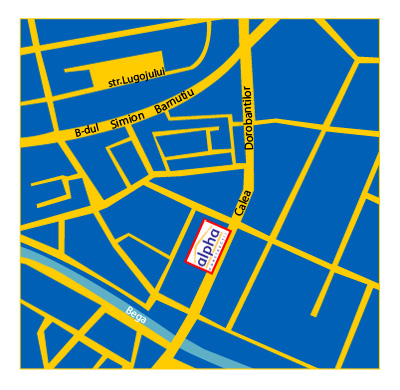 str.Lugojului
B-dul Simion Barnutiu
Calea Dorobantilor
alpha
Bega